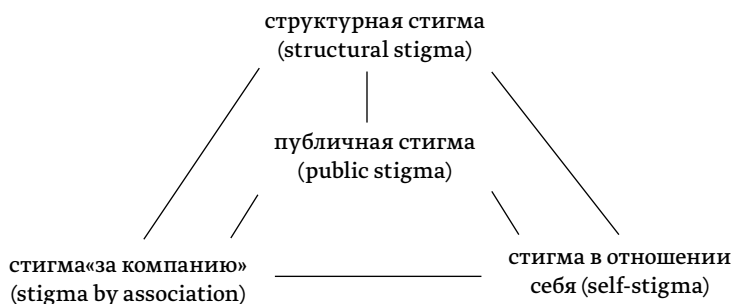 структурная стигма
(structural stigma)
публичная стигма
(public stigma)
стигма«за компанию»
(stigma by association)
стигма в отношении
себя (self-stigma)